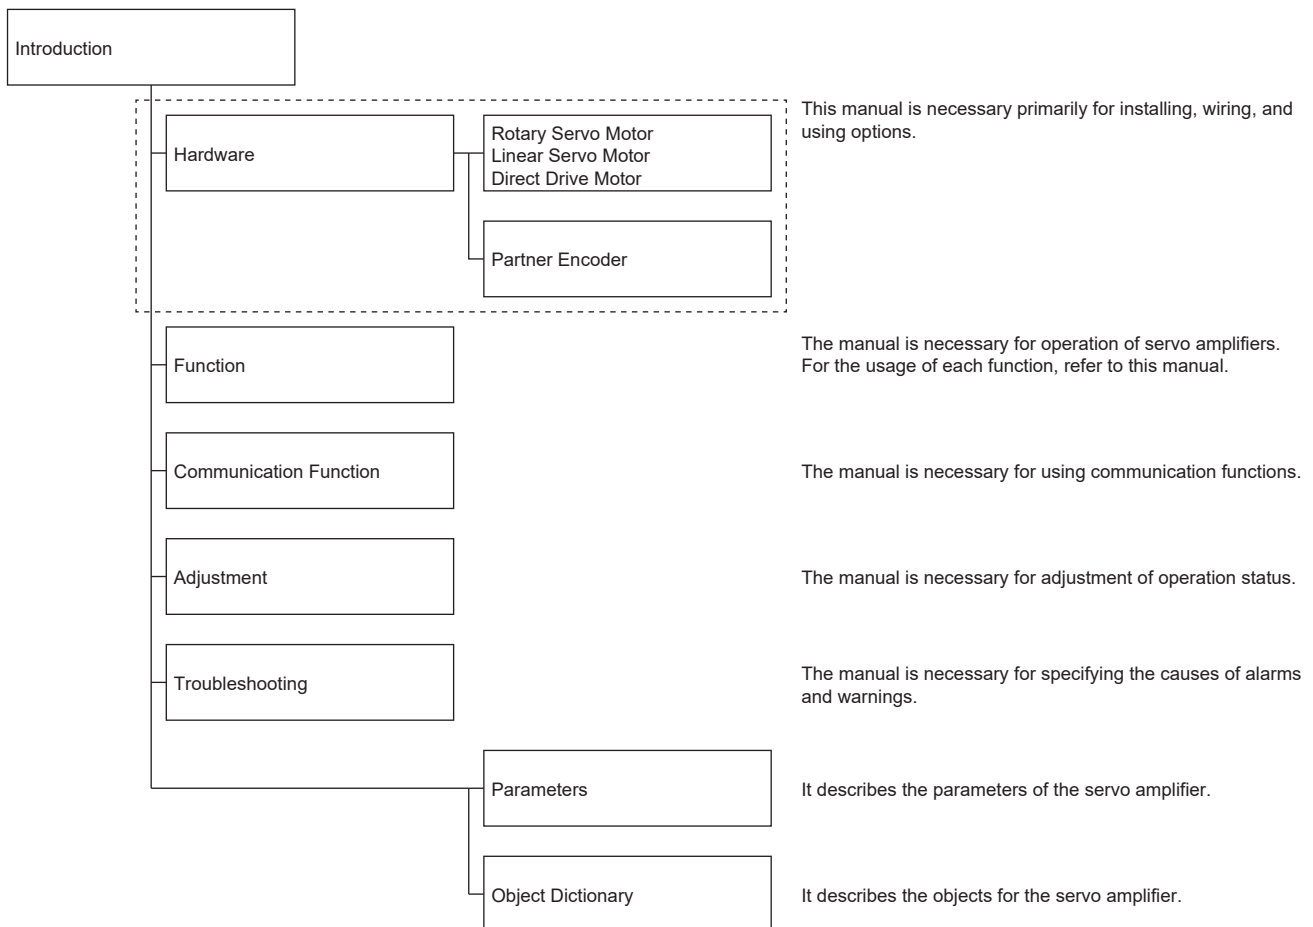 Introduction
This manual is necessary primarily for installing, wiring, and
using options.
Hardware
Rotary Servo Motor
Linear Servo Motor
Direct Drive Motor
Partner Encoder
Function
The manual is necessary for operation of servo amplifiers.
For the usage of each function, refer to this manual.
Communication Function
The manual is necessary for using communication functions.
Adjustment
The manual is necessary for adjustment of operation status.
Troubleshooting
The manual is necessary for specifying the causes of alarms
and warnings.
Parameters
It describes the parameters of the servo amplifier.
Object Dictionary
It describes the objects for the servo amplifier.